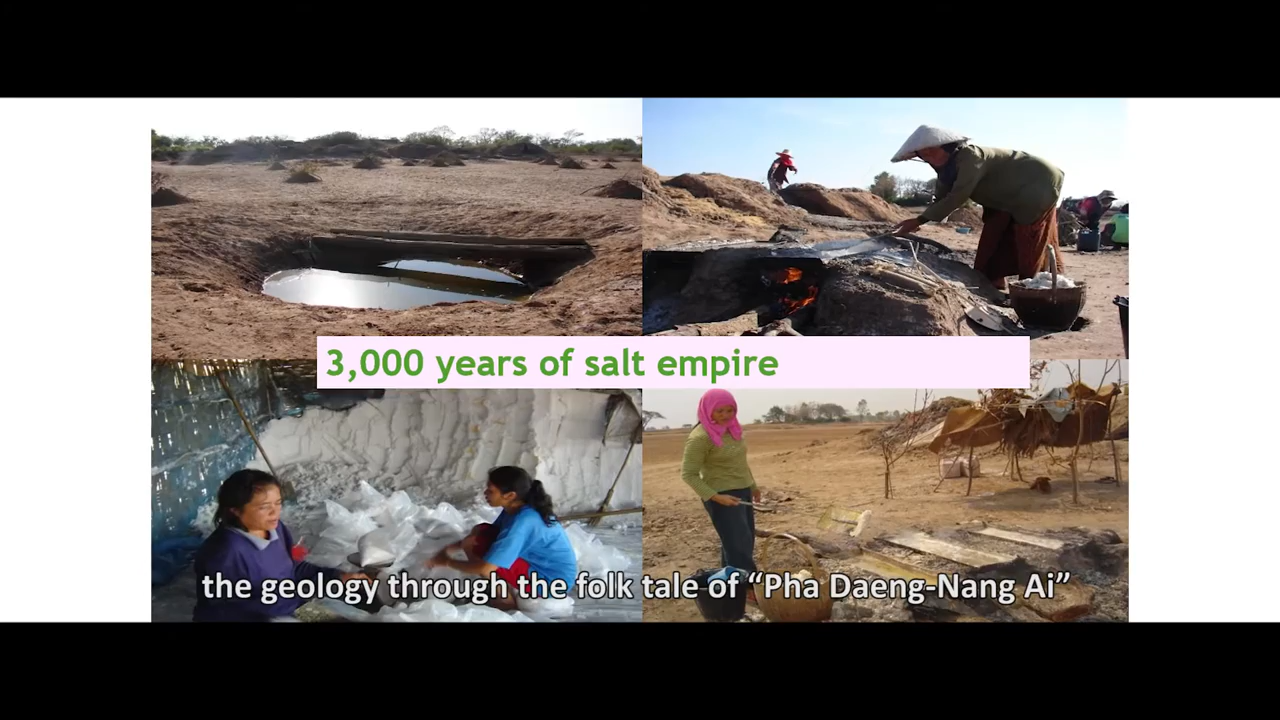 3,000 years of salt empire
the geology through the folk tale of “Pha Daeng-Nang Ai”